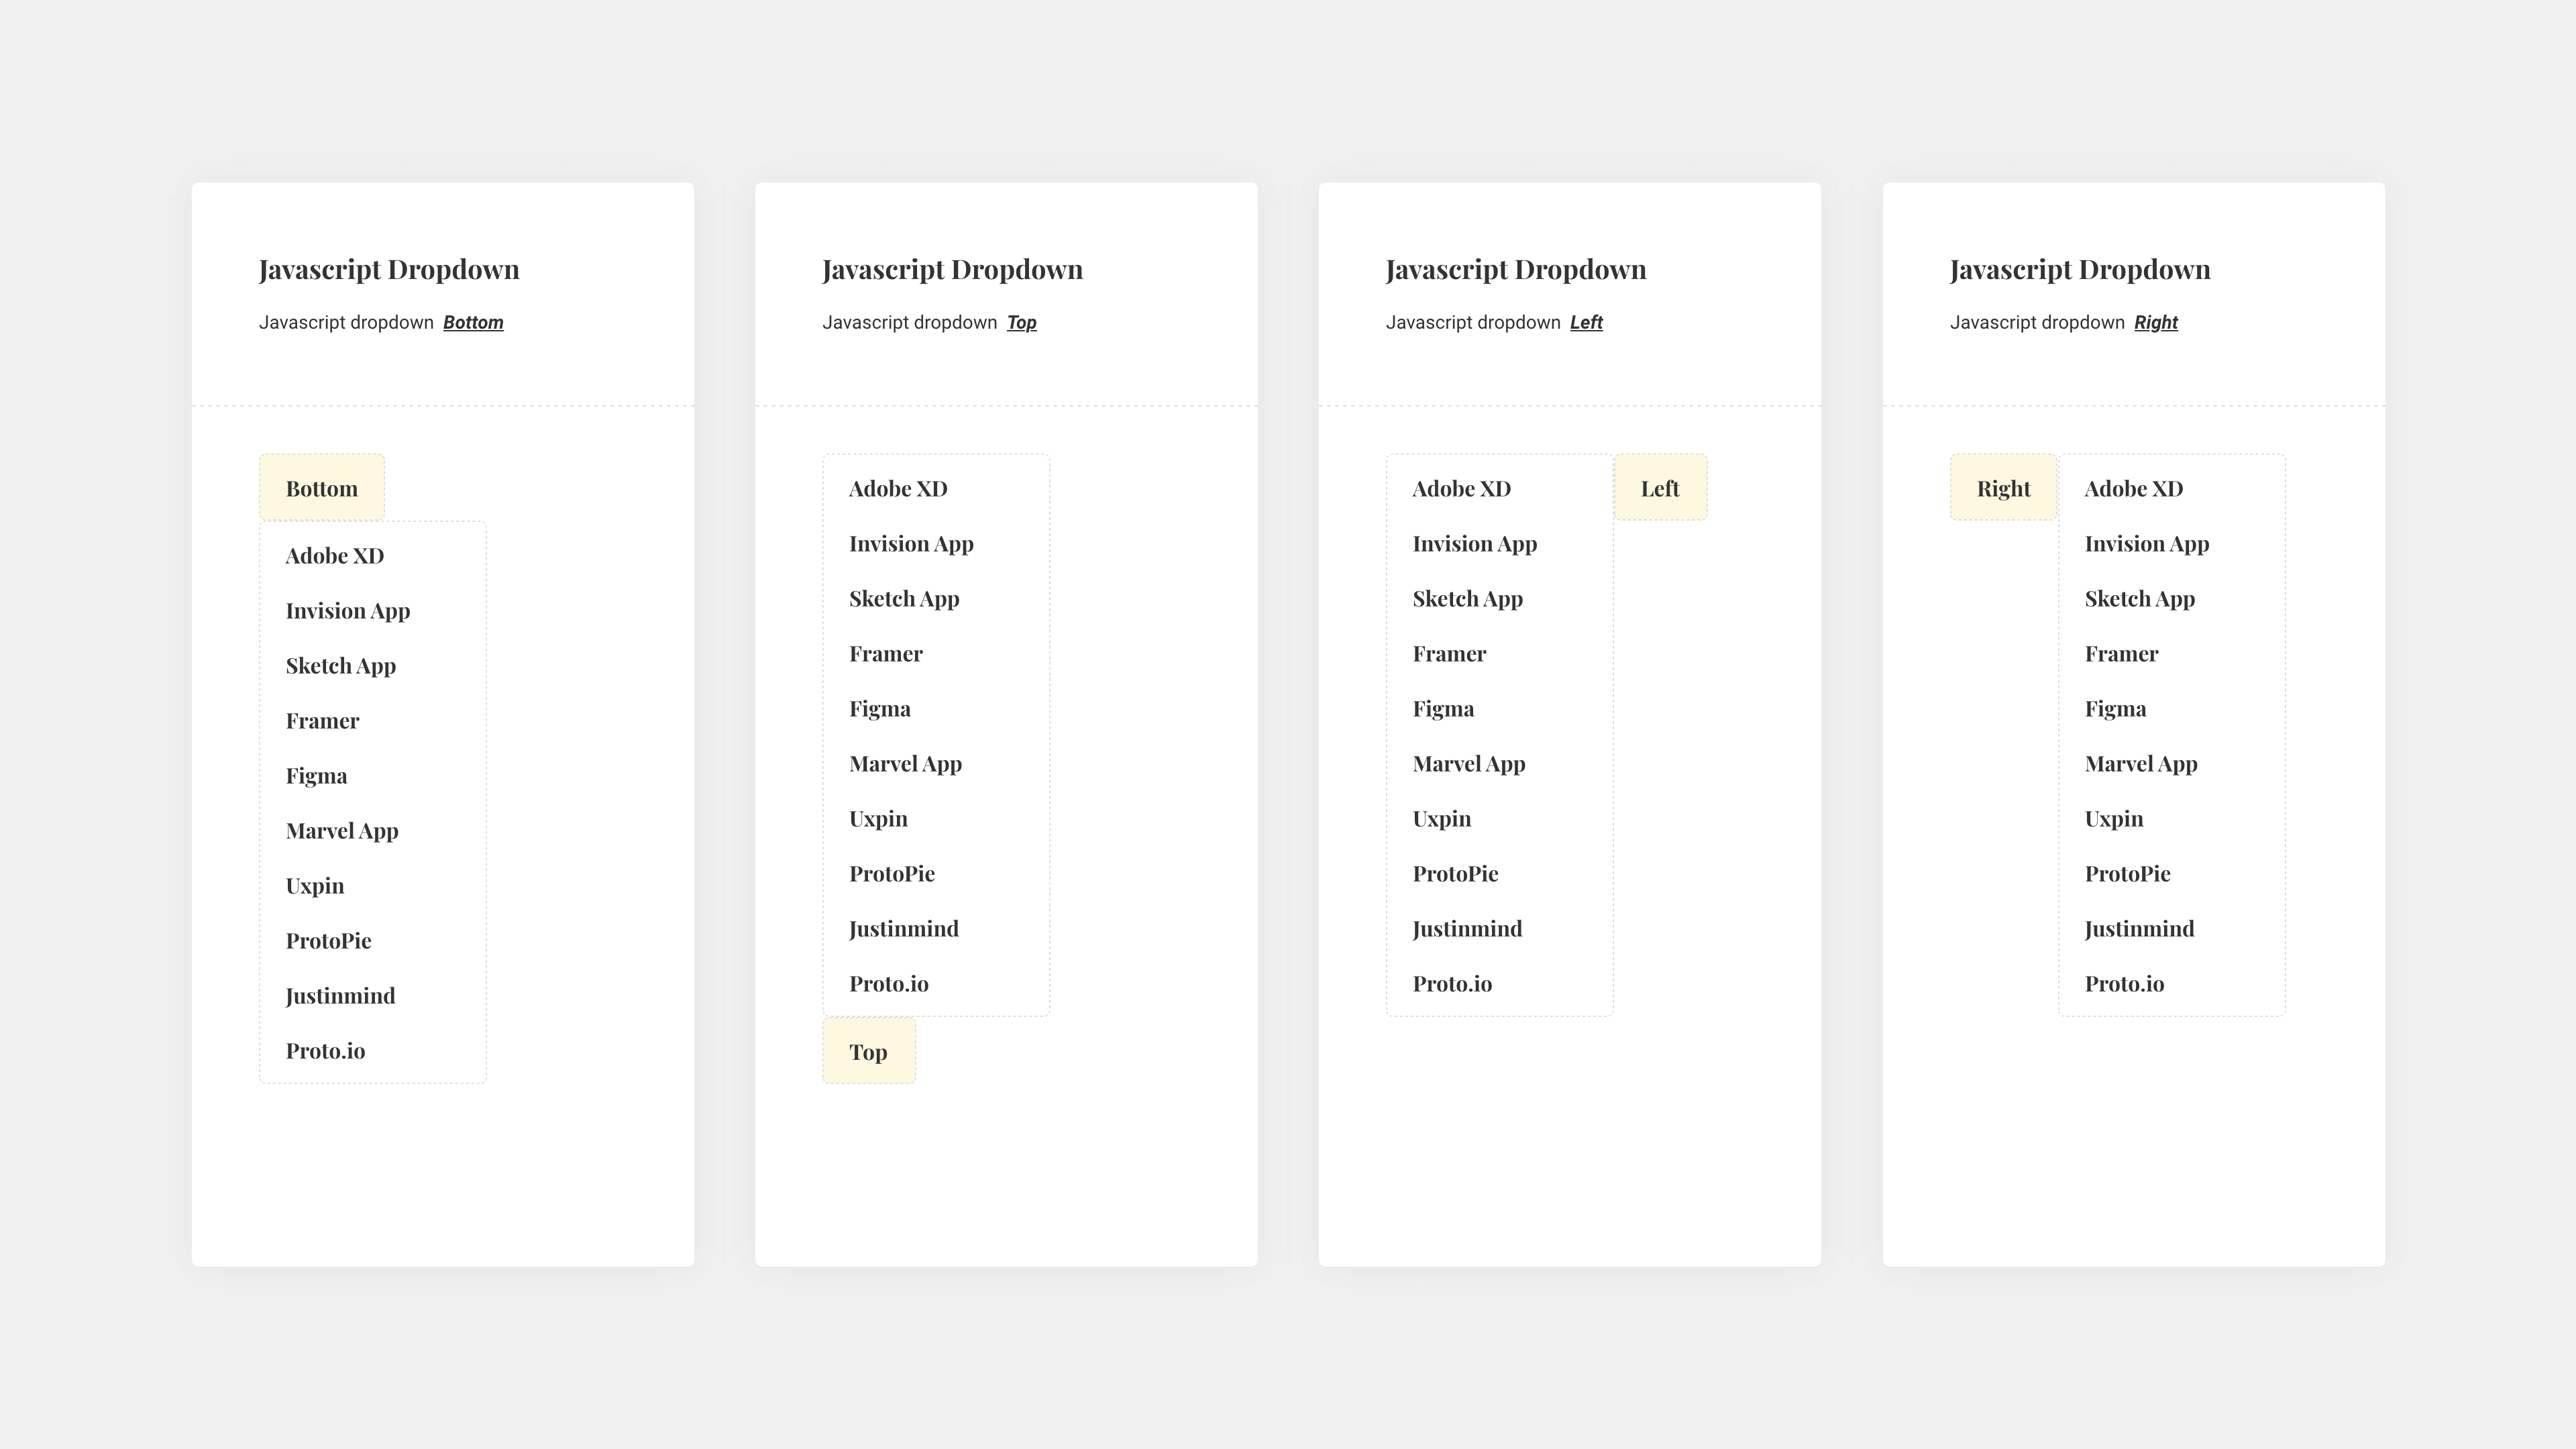 Javascript Dropdown
Javascript dropdown Bottom
Bottom
Adobe XD
Invision App
Sketch App
Framer
Figma
Marvel App
Uxpin
ProtoPie
Justinmind
Proto.io
Javascript Dropdown
Javascript dropdown Top
Adobe XD
Invision App
Sketch App
Framer
Figma
Marvel App
Uxpin
ProtoPie
Justinmind
Proto.io
Top
Javascript Dropdown
Javascript dropdown Left
Adobe XD
Left
Invision App
Sketch App
Framer
Figma
Marvel App
Uxpin
ProtoPie
Justinmind
Proto.io
Javascript Dropdown
Javascript dropdown Right
Right
Adobe XD
Invision App
Sketch App
Framer
Figma
Marvel App
Uxpin
ProtoPie
Justinmind
Proto.io